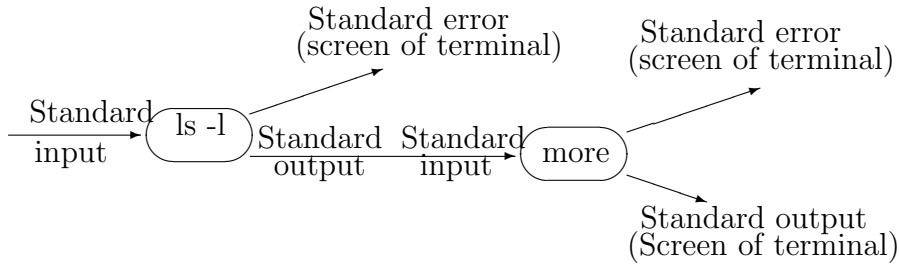 Standard error
(screen of terminal)
Standard error
(screen of terminal)
Standard
input
ls -l
Standard
output
Standard
input
more
Standard output
(Screen of terminal)